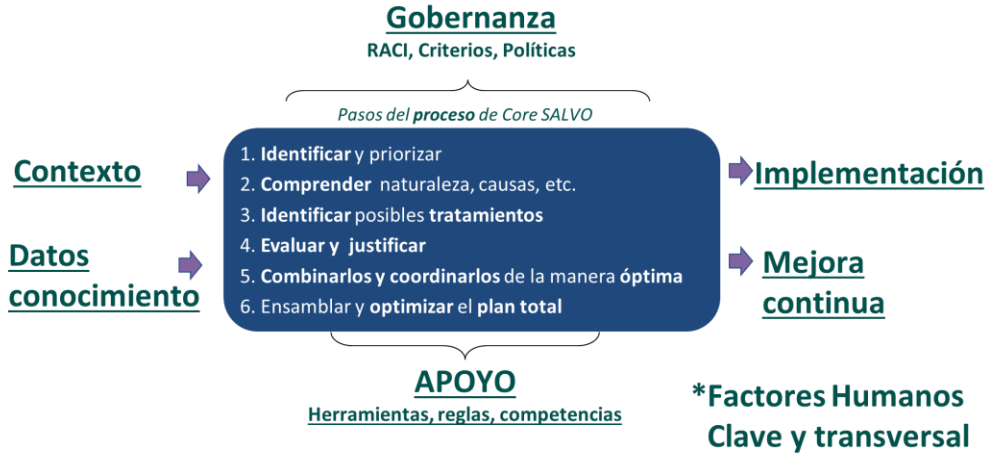 Gobernanza
RACI, Criterios, Políticas
Pasos del proceso de Core SALVO
Contexto
Datos
conocimiento
1. Identificar y priorizar
2. Comprender naturaleza, causas, etc.
3. Identificar posibles tratamientos
4. Evaluar y justificar
5. Combinarlos y coordinarlos de la manera óptima
6. Ensamblar y optimizar el plan total
Implementación
Mejora
continua
APOYO
Herramientas, reglas, competencias
*Factores Humanos
Clave y transversal